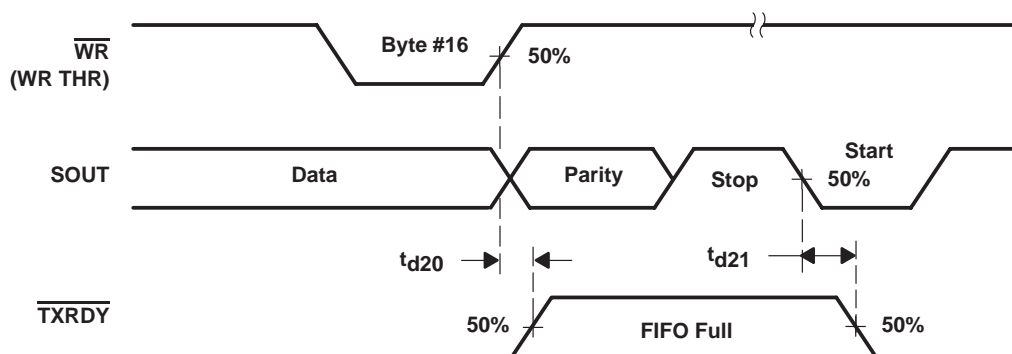 WR
(WR THR)
Byte #16
50%
SOUT
Data
Parity
Stop
Start
50%
td20
td21
TXRDY
50%
FIFO Full
50%